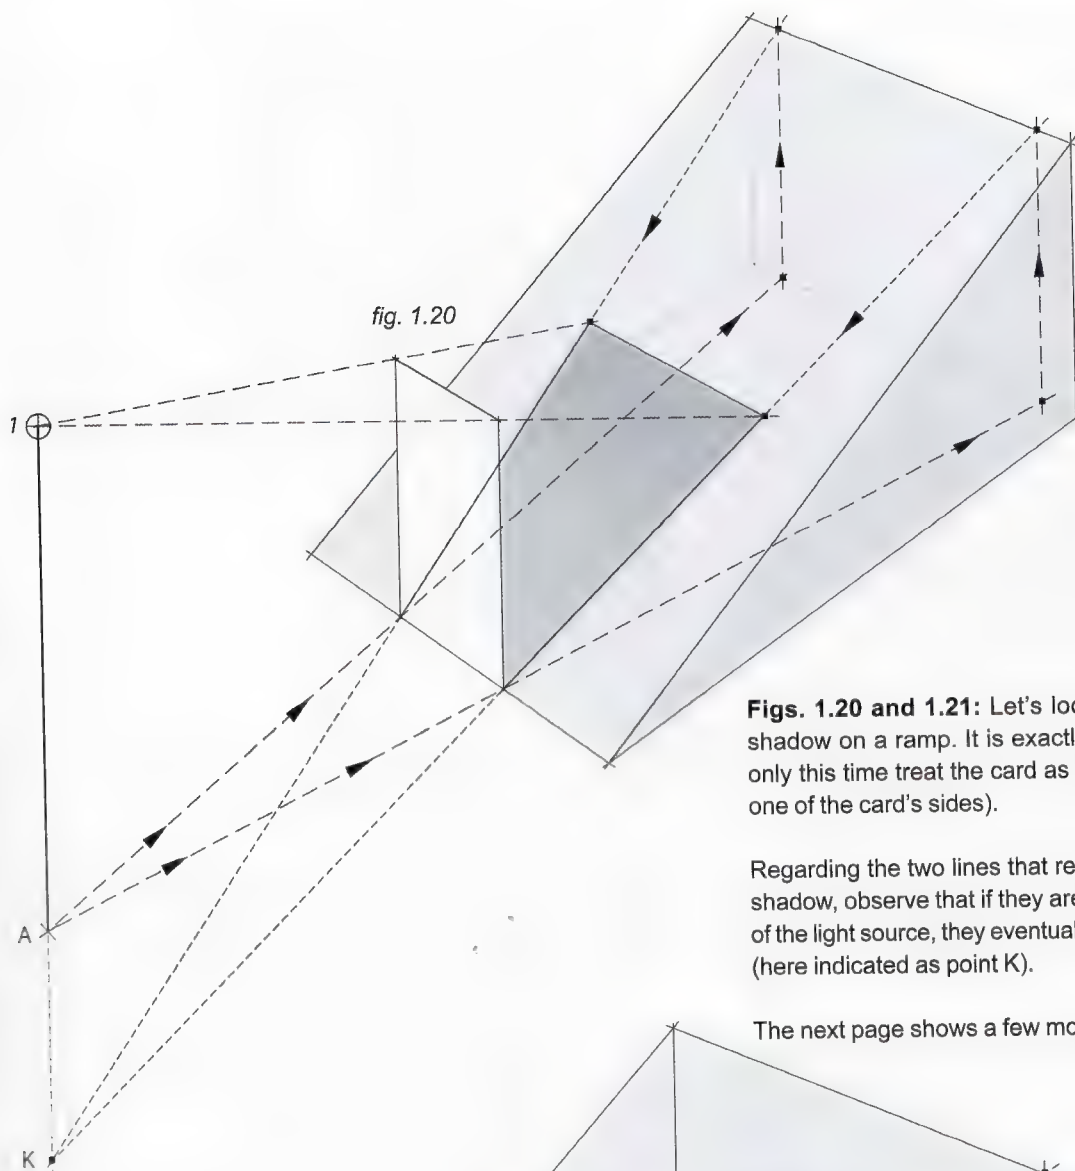 fig. 1.20
1
Figs. 1.20 and 1.21: Let's loo
shadow on a ramp. It is exactl
only this time treat the card as
one of the card's sides).
Regarding the two lines that re
shadow, observe that if they are
of the light source, they eventua
(here indicated as point K).
The next page shows a few mo
A
K